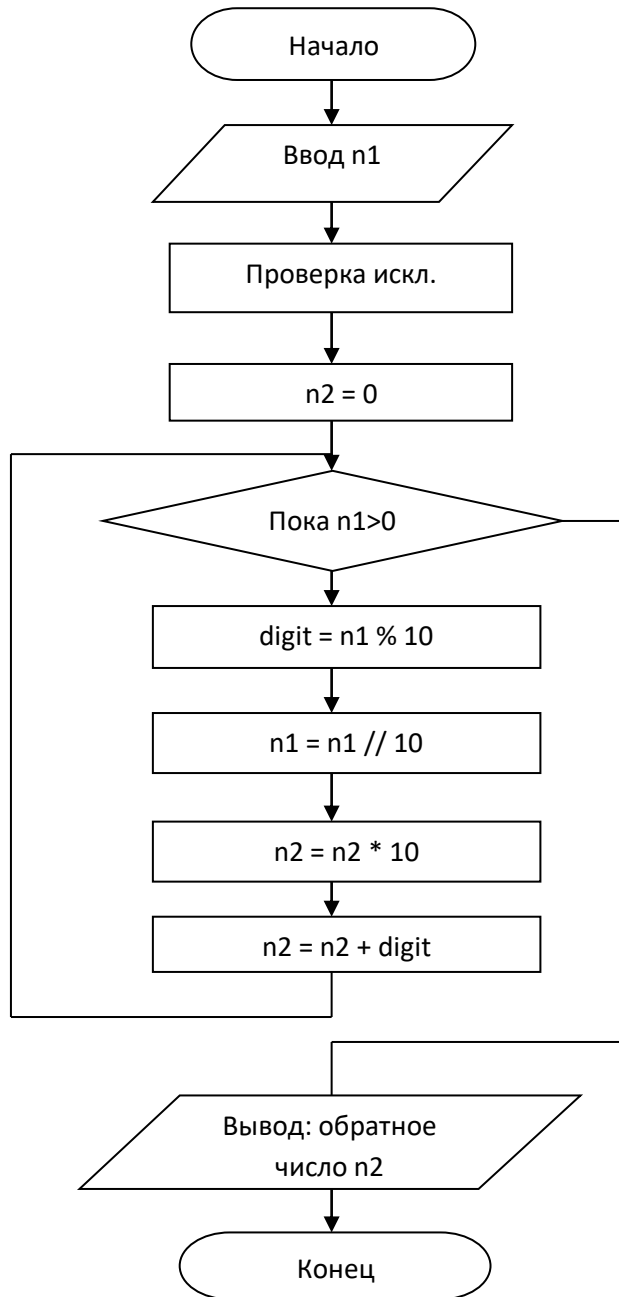 Начало
Ввод n1
Проверка искл.
n2 = 0
Пока n1>0
digit = n1 % 10
n1 = n1 // 10
n2 = n2 * 10
n2 = n2 + digit
Вывод: обратное
число n2
Конец